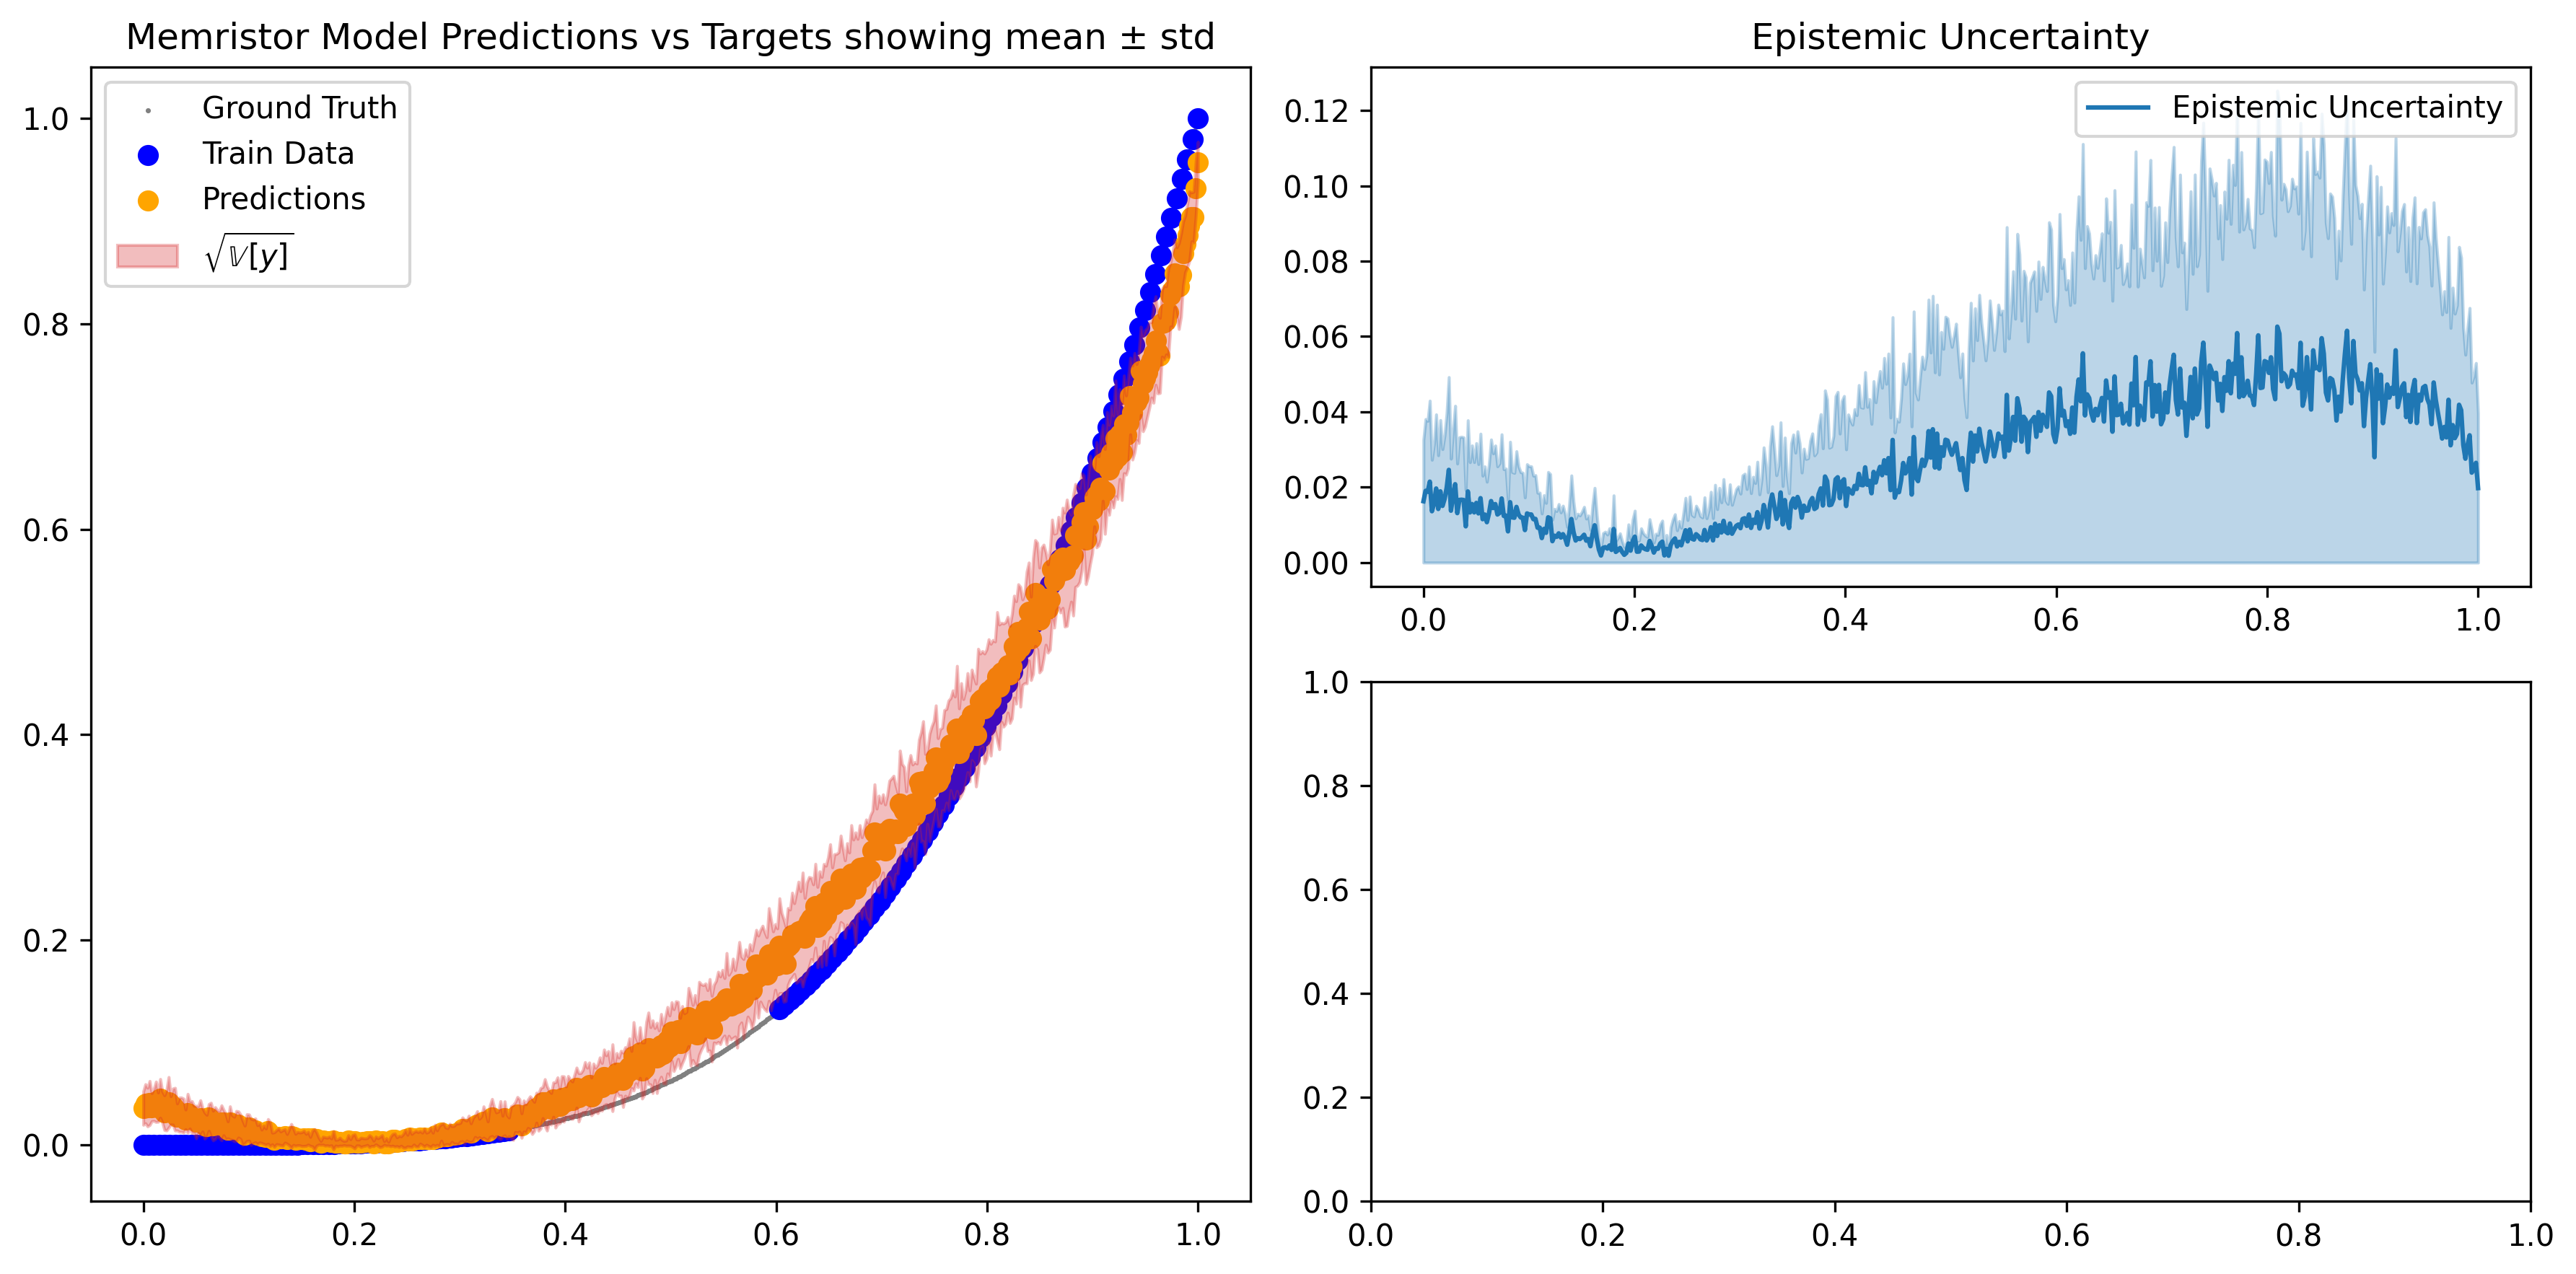 Memristor Model Predictions vs Targets showing mean ± std
Ground Truth
Train Data
Predictions
√𝕍[y]
1.0
0.8
0.6
0.4
0.2
0.0
0.0 0.2 0.4 0.6 0.8 1.0
Epistemic Uncertainty
Epistemic Uncertainty
0.12
0.10
0.08
0.06
0.04
0.02
0.00
0.0 0.2 0.4 0.6 0.8 1.0
1.0
0.8
0.6
0.4
0.2
0.0
0.0 0.2 0.4 0.6 0.8 1.0